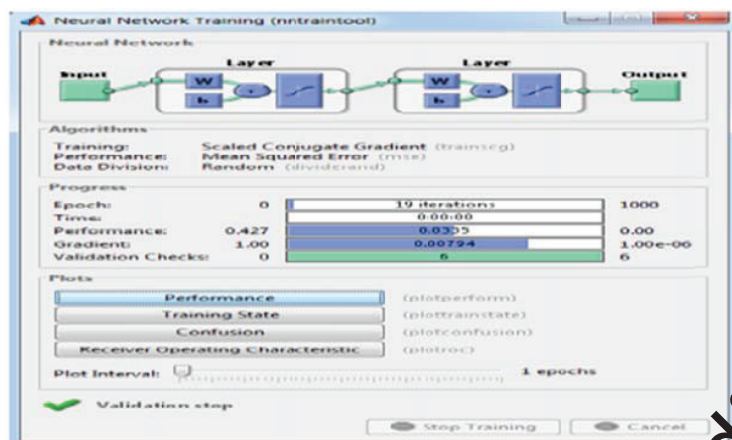 Neural Network Training (nntraintool)
Neural Network
Layer Layer
Input W b W b Output
Algorithms
Training: Scaled Conjugate Gradient (trainscg)
Performance: Mean Squared Error (mse)
Data Division: Random (dividerand)
Progress
Epoch: 0 19 iterations 1000
Time: 0:00:00
Performance: 0.427 0.0335 0.00
Gradient: 1.00 0.00794 1.00e-06
Validation Checks: 0 6 6
Plots
Performance (plotperform)
Training State (plottrainstate)
Confusion (plotconfusion)
Receiver Operating Characteristic (plotroc)
Plot Interval: 1 epochs
Validation stop
Stop Training Cancel